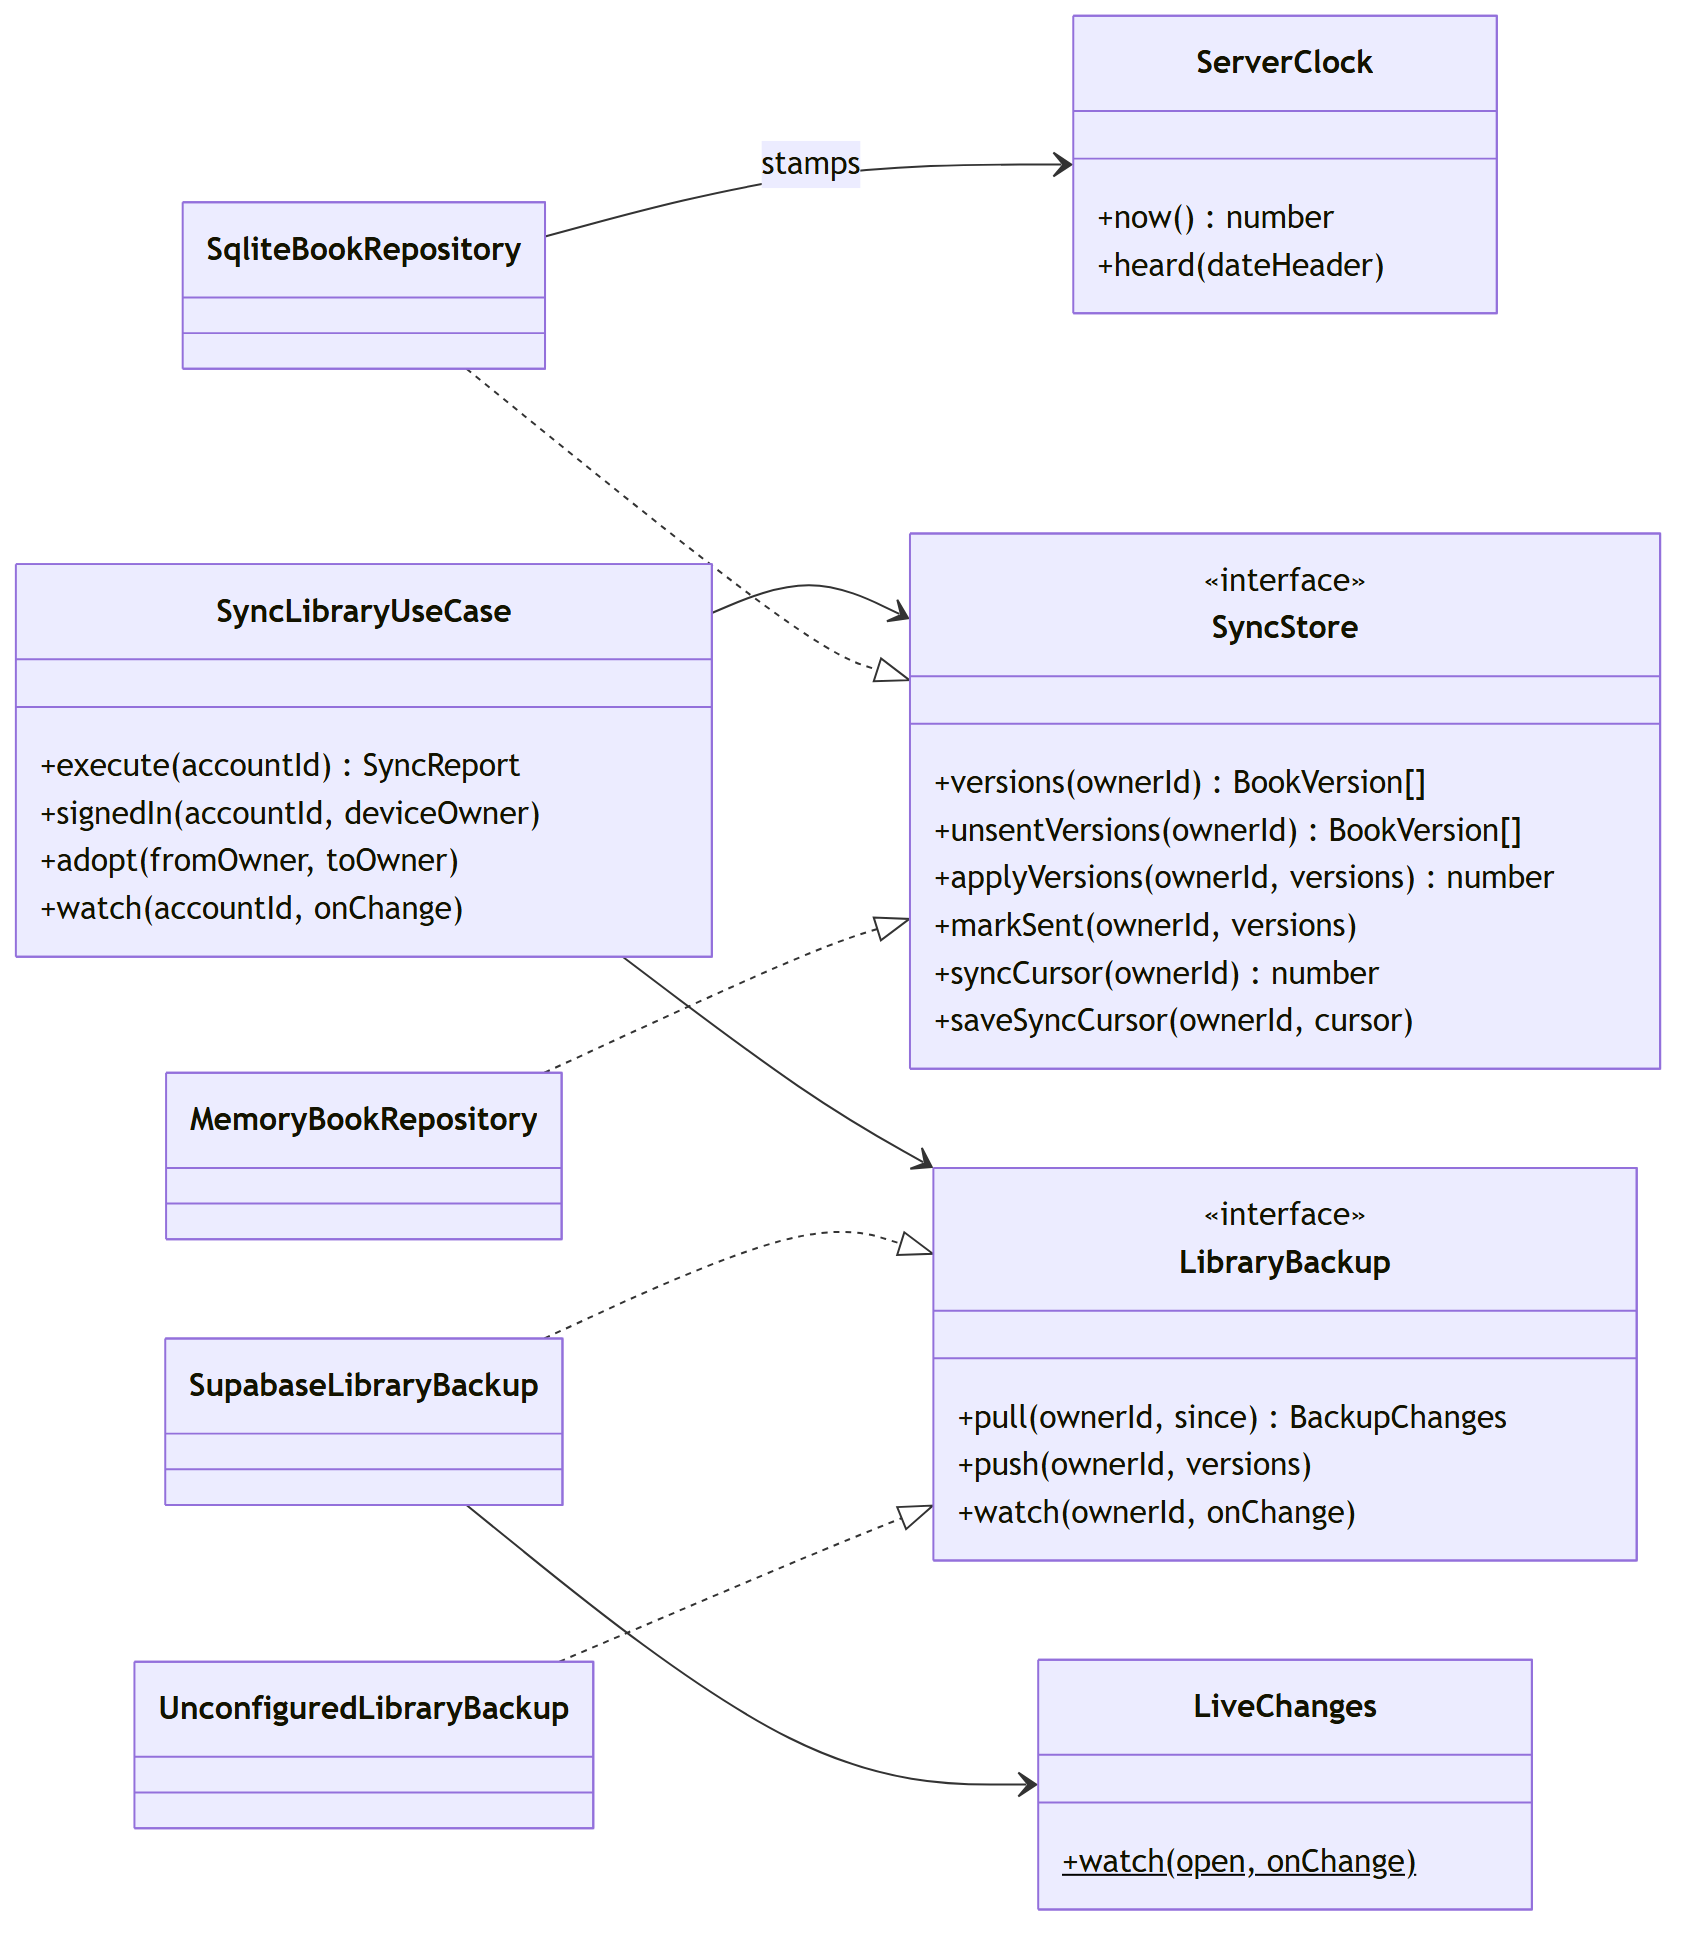 ServerClock
+now() : number
+heard(dateHeader)
stamps
SqliteBookRepository
SyncLibraryUseCase
+execute(accountId) : SyncReport
+signedIn(accountId, deviceOwner)
+adopt(fromOwner, toOwner)
+watch(accountId, onChange)
«interface»
SyncStore
+versions(ownerId) : BookVersion[]
+unsentVersions(ownerId) : BookVersion[]
+applyVersions(ownerId, versions) : number
+markSent(ownerId, versions)
+syncCursor(ownerId) : number
+saveSyncCursor(ownerId, cursor)
MemoryBookRepository
«interface»
LibraryBackup
+pull(ownerId, since) : BackupChanges
+push(ownerId, versions)
+watch(ownerId, onChange)
SupabaseLibraryBackup
UnconfiguredLibraryBackup
LiveChanges
+watch(open, onChange)